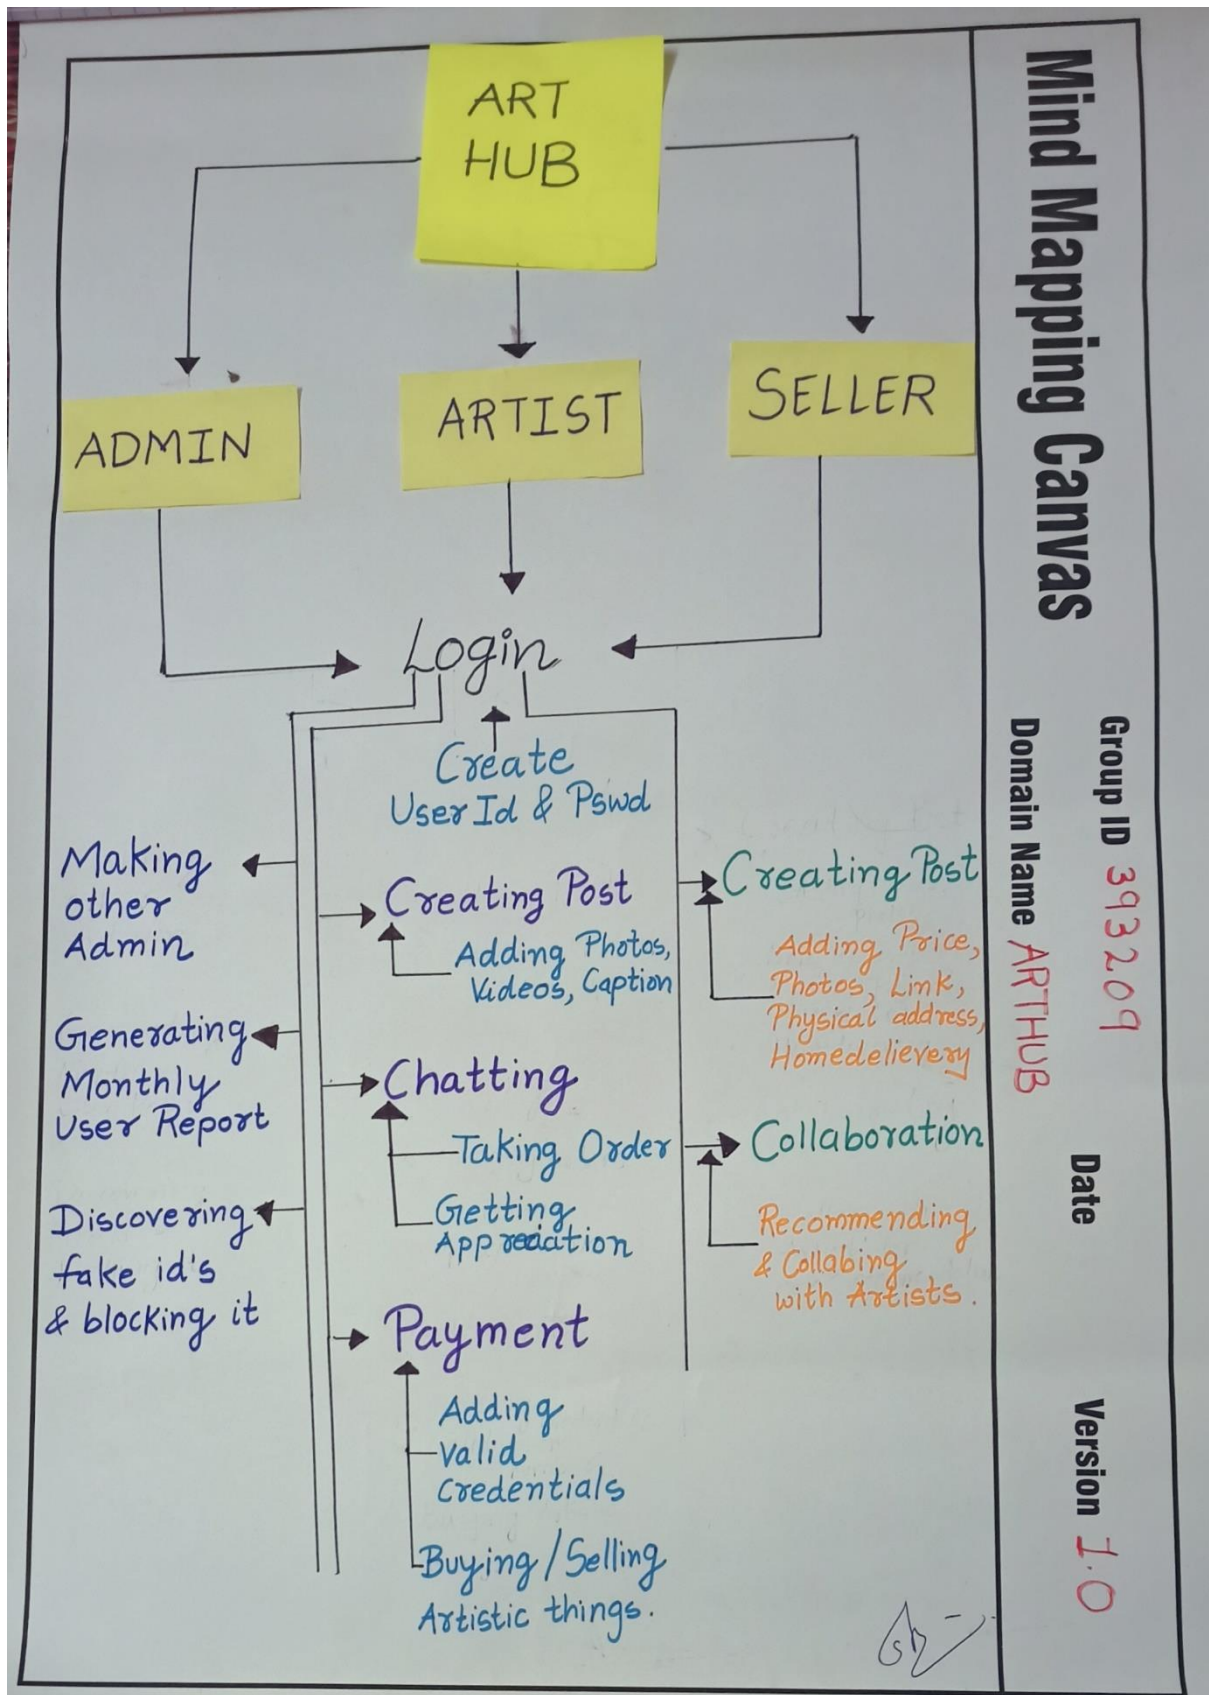 ART
HUB
ADMIN
ARTIST
SELLER
Login
Create
User Id & Pswd
Making
other
Admin
Generating
Monthly
User Report
Discovering
fake id's
& blocking it
Creating Post
Adding Photos,
Videos, Caption
Chatting
Taking Order
Getting
Appreciation
Payment
Adding
Valid
Credentials
Buying/Selling
Artistic things.
Creating Post
Adding Price,
Photos, Link,
Physical address,
Homedelievery
Collaboration
Recommending
& Collabing
with Artists.
Mind Mapping Canvas
Group ID 393209
Domain Name ARTHUB
Date
Version 1.0